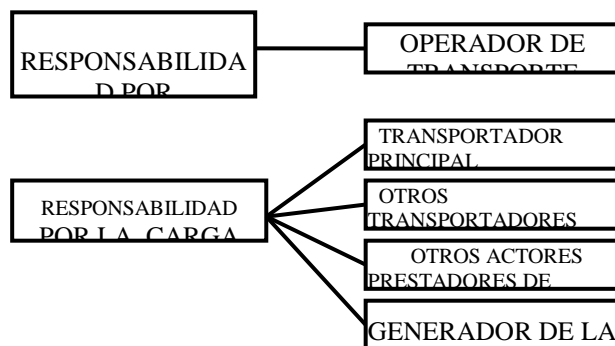 RESPONSABILIDA
D POR
OPERADOR DE
TRANSPORTE
TRANSPORTADOR
PRINCIPAL
RESPONSABILIDAD
POR LA CARGA
OTROS
TRANSPORTADORES
OTROS ACTORES
PRESTADORES DE
GENERADOR DE LA